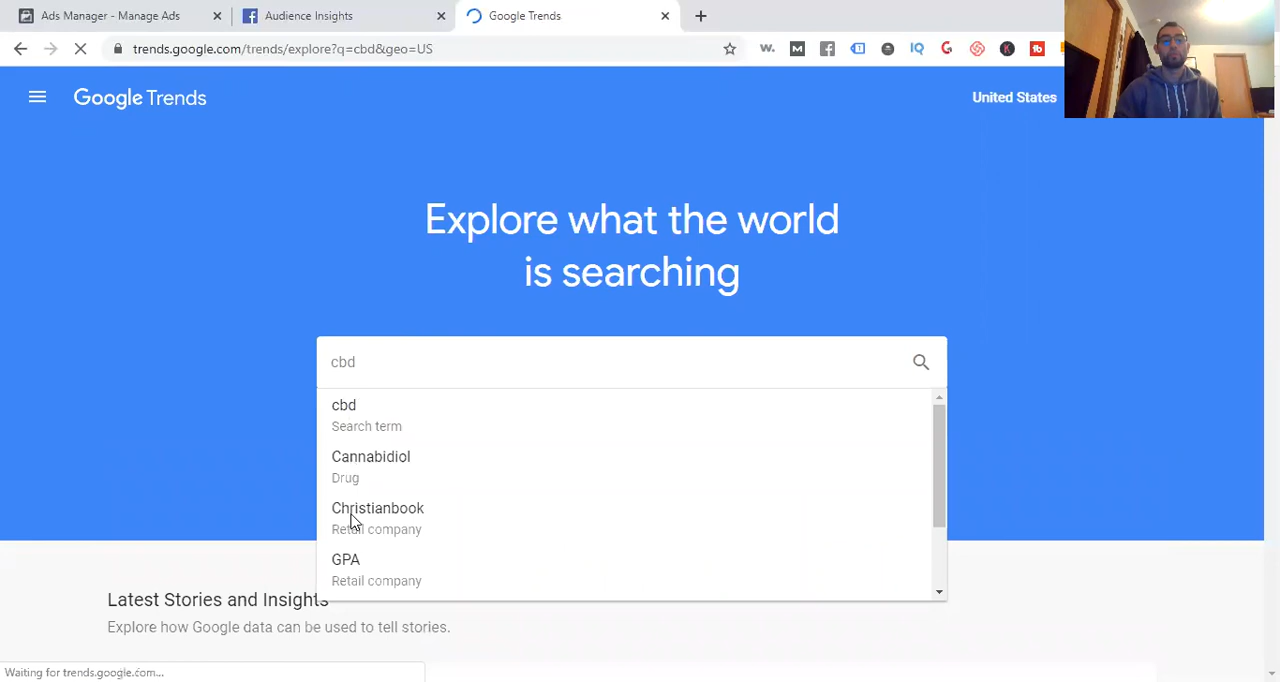 Ads Manager - Manage Ads
Audience Insights
Google Trends
trends.google.com/trends/explore?q=cbd&geo=US
Google Trends
United States
Explore what the world
is searching
cbd
cbd
Search term
Cannabidiol
Drug
Christianbook
Retail company
GPA
Retail company
Latest Stories and Insights
Explore how Google data can be used to tell stories.
Waiting for trends.google.com...